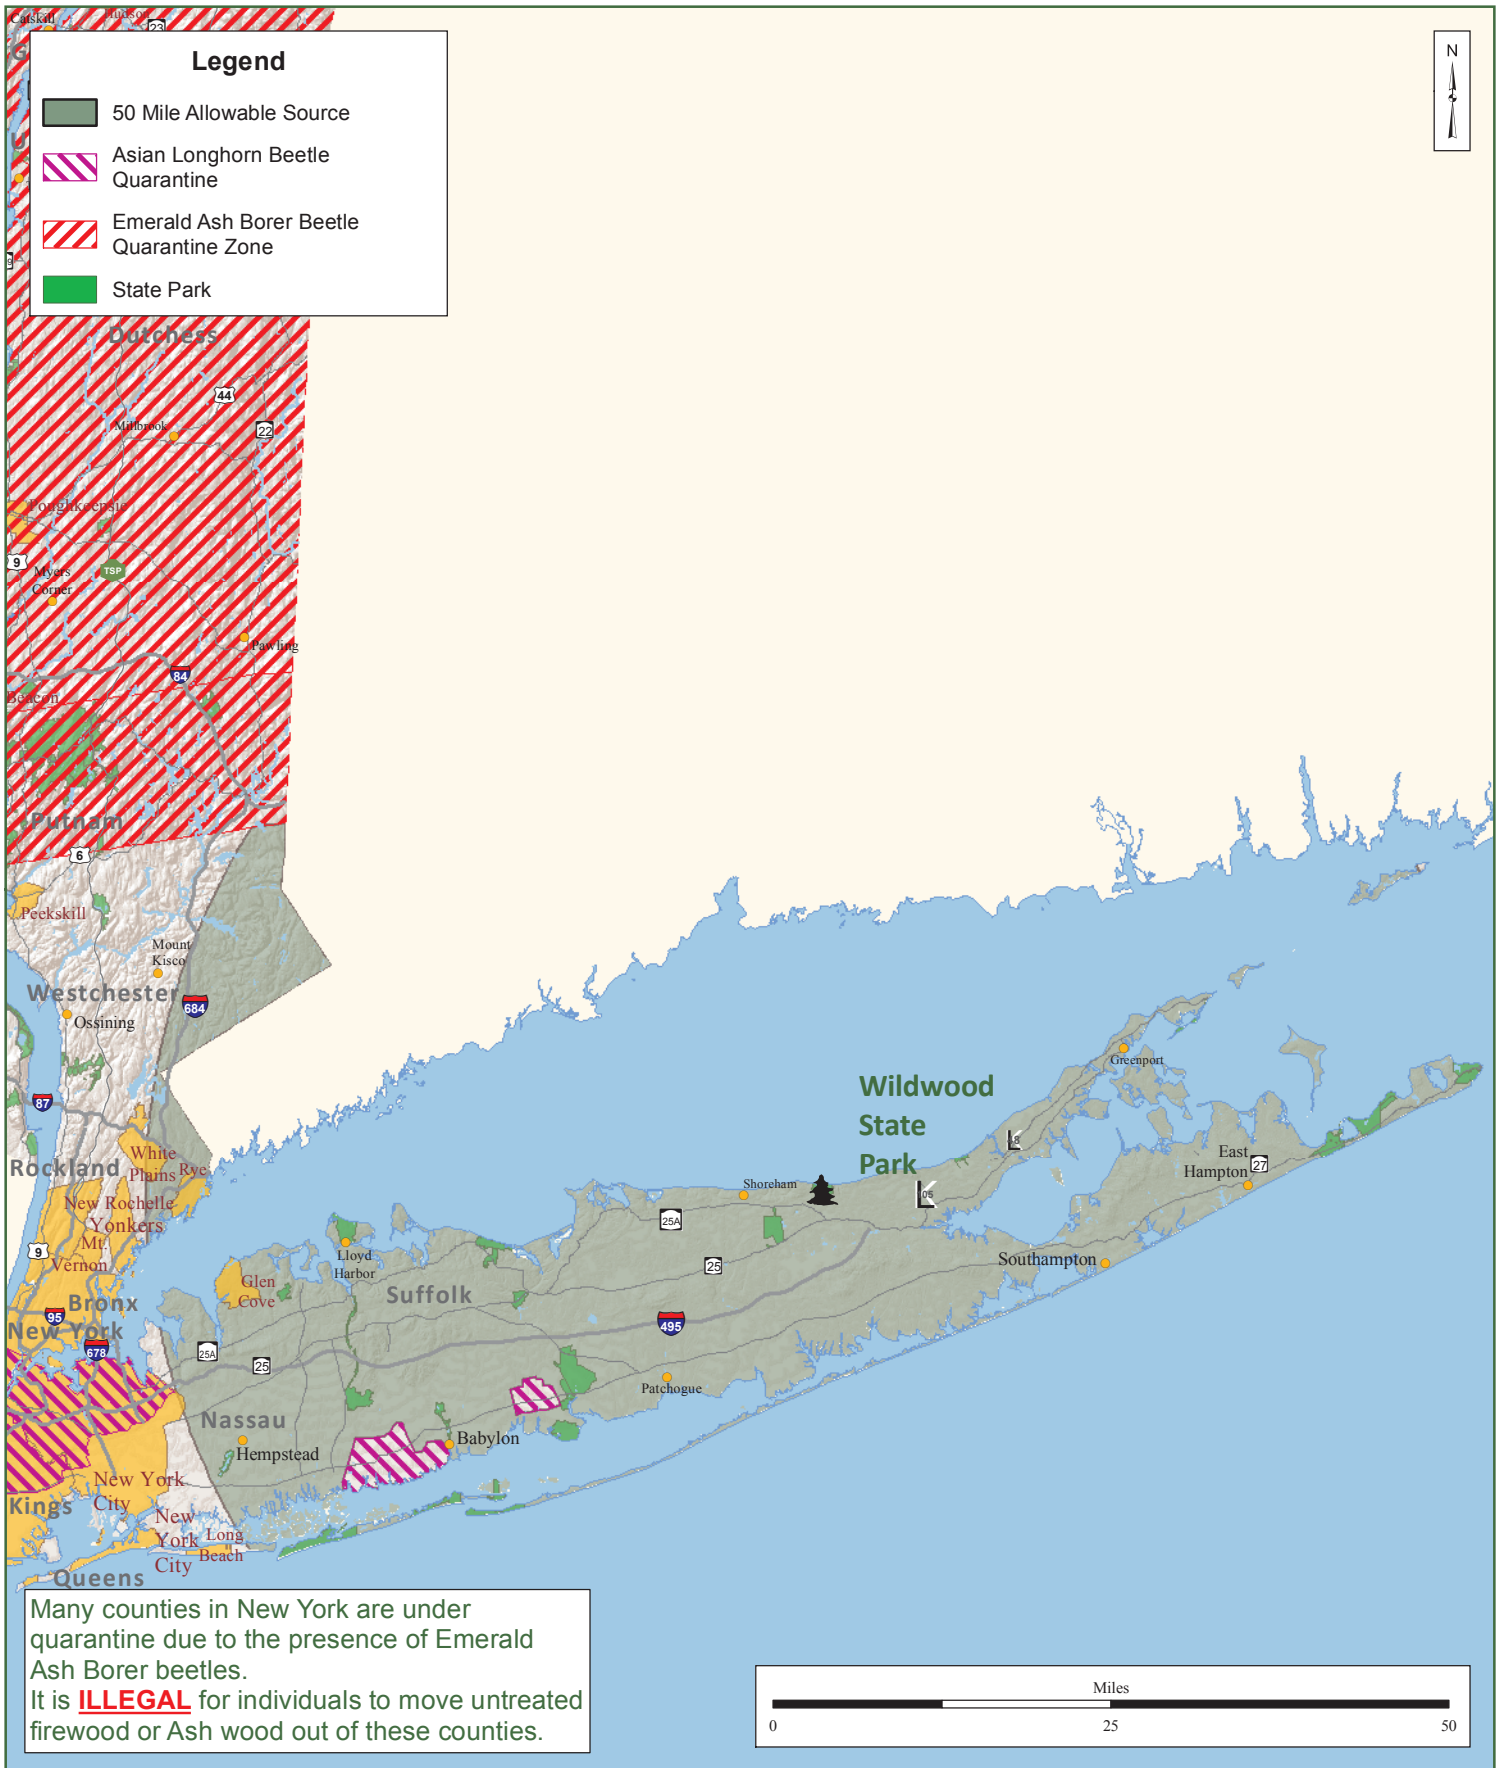 Catskill
Hudson
23
G
Legend
50 Mile Allowable Source
Asian Longhorn Beetle
Quarantine
Emerald Ash Borer Beetle
Quarantine Zone
State Park
N
U
9
Dutchess
44
Millbrook
22
Poughkeepsie
9
Myers
Corner
TSP
Pawling
84
Beacon
Putnam
6
Peekskill
Mount
Kisco
Westchester
684
Ossining
87
Rockland
White
Plains
Rye
New Rochelle
Yonkers
Mt.
Vernon
9
Bronx
95
New York
678
Glen
Cove
Lloyd
Harbor
Suffolk
25A
25
Nassau
Hempstead
Babylon
New York
City
Kings
New
York
City
Long
Beach
Queens
Wildwood
State
Park
Shoreham
25A
25
495
Patchogue
Greenport
48
05
East
Hampton
27
Southampton
Many counties in New York are under
quarantine due to the presence of Emerald
Ash Borer beetles.
It is ILLEGAL for individuals to move untreated
firewood or Ash wood out of these counties.
Miles
0
25
50